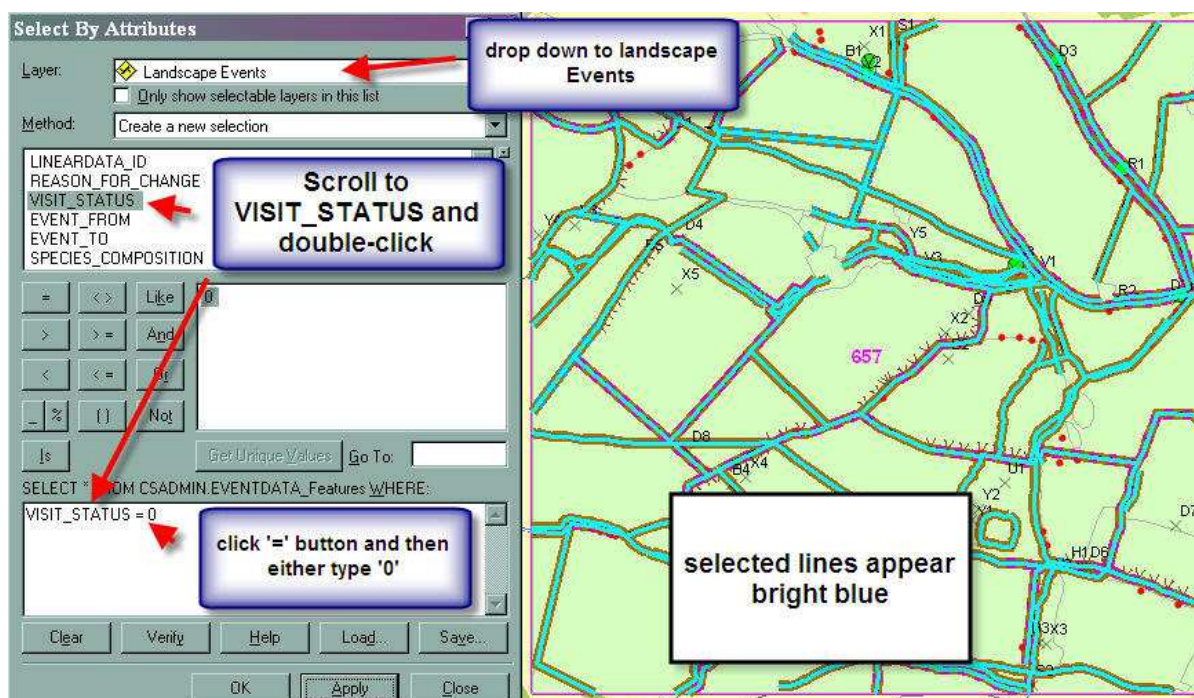 Select By Attributes
Layer:
Landscape Events
Only show selectable layers in this list
Method:
Create a new selection
LINEARDATA_ID
REASON_FOR_CHANGE
VISIT_STATUS
EVENT_FROM
EVENT_TO
SPECIES_COMPOSITION
= < > Like
> > = And
< < =
_ % ( ) Not
Is
0
Get Unique Values
Go To:
SELECT * FROM CSADMIN.EVENTDATA_Features WHERE:
VISIT_STATUS = 0
Clear
Verify
Help
Load...
Save...
OK
Apply
Close
drop down to landscape
Events
Scroll to
VISIT_STATUS and
double-click
click '=' button and then
either type '0'
S1
X1
B1
V2
D3
R1
D4
X5
Y5
V3
V1
R2
X2
657
D8
B4
X4
U1
Y2
Y1
D7
H1
D6
X3
selected lines appear
bright blue